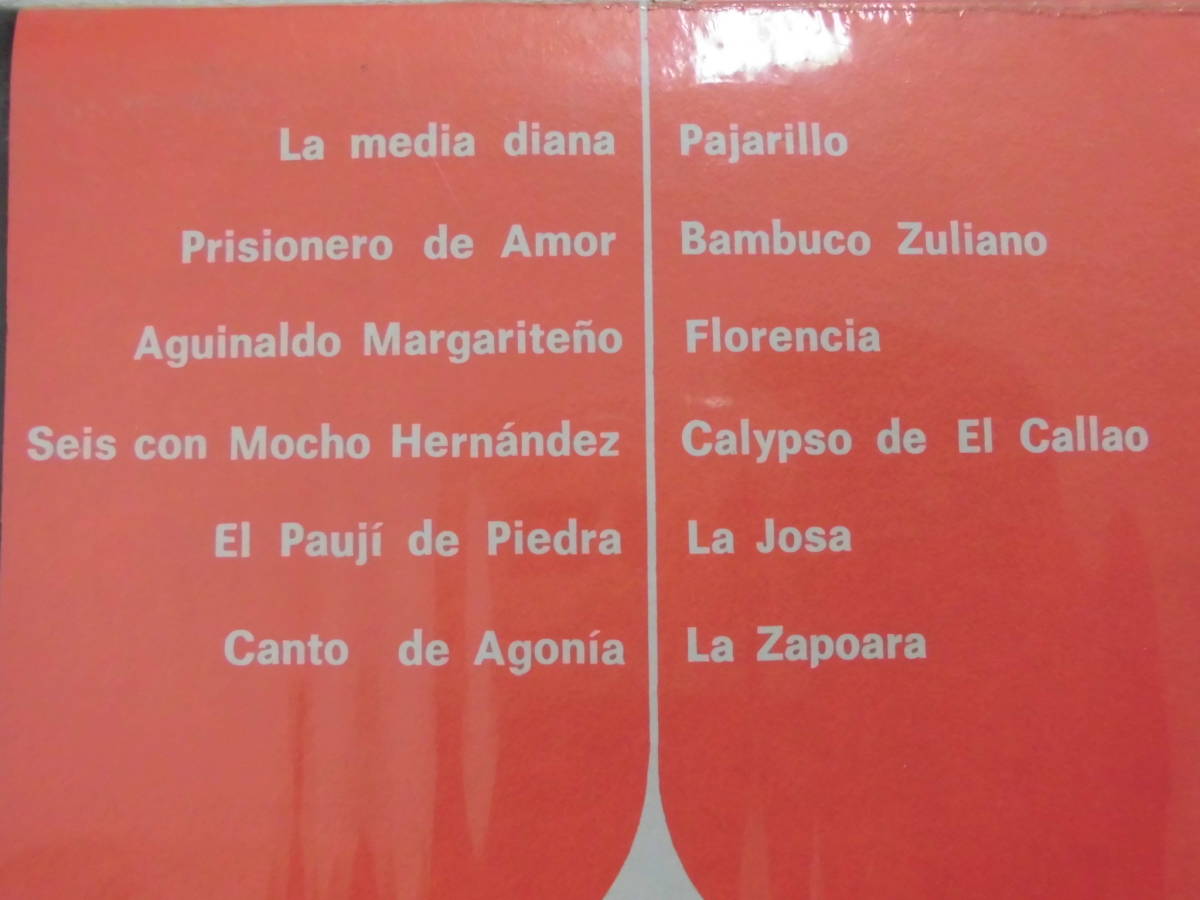 La media diana
Prisionero de Amor
Aguinaldo Margariteño
Seis con Mocho Hernández
El Paují de Piedra
Canto de Agonía
Pajarillo
Bambuco Zuliano
Florencia
Calypso de El Callao
La Josa
La Zapoara